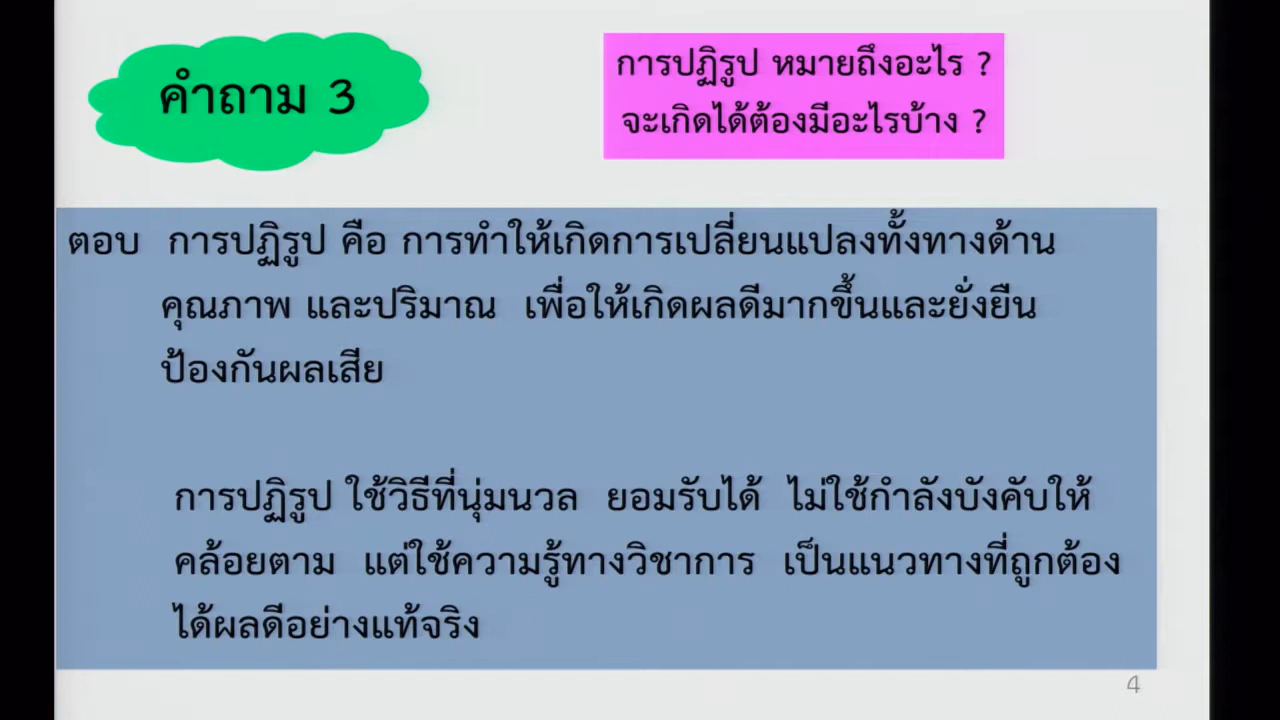 คำถาม 3
การปฏิรูป หมายถึงอะไร ?
จะเกิดได้ต้องมีอะไรบ้าง ?
ตอบ การปฏิรูป คือ การทำให้เกิดการเปลี่ยนแปลงทั้งทางด้าน
คุณภาพ และปริมาณ เพื่อให้เกิดผลดีมากขึ้นและยั่งยืน
ป้องกันผลเสีย
การปฏิรูป ใช้วิธีที่นุ่มนวล ยอมรับได้ ไม่ใช้กำลังบังคับให้
คล้อยตาม แต่ใช้ความรู้ทางวิชาการ เป็นแนวทางที่ถูกต้อง
ได้ผลดีอย่างแท้จริง
4